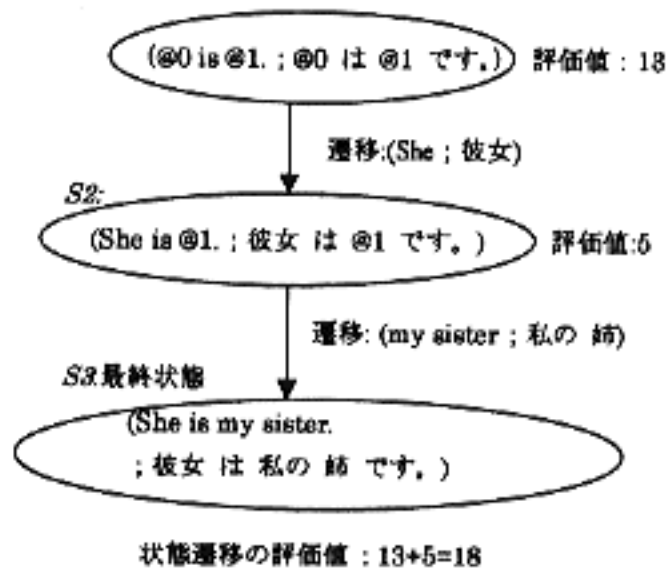 (@0 is @1. ; @0 は @1 です。) 評価値 : 13
遷移:(She ; 彼女)
S2:
(She is @1. ; 彼女 は @1 です。) 評価値:5
遷移: (my sister ; 私の 姉)
S3:最終状態
(She is my sister.
; 彼女 は 私の 姉 です。)
状態遷移の評価値 : 13+5=18